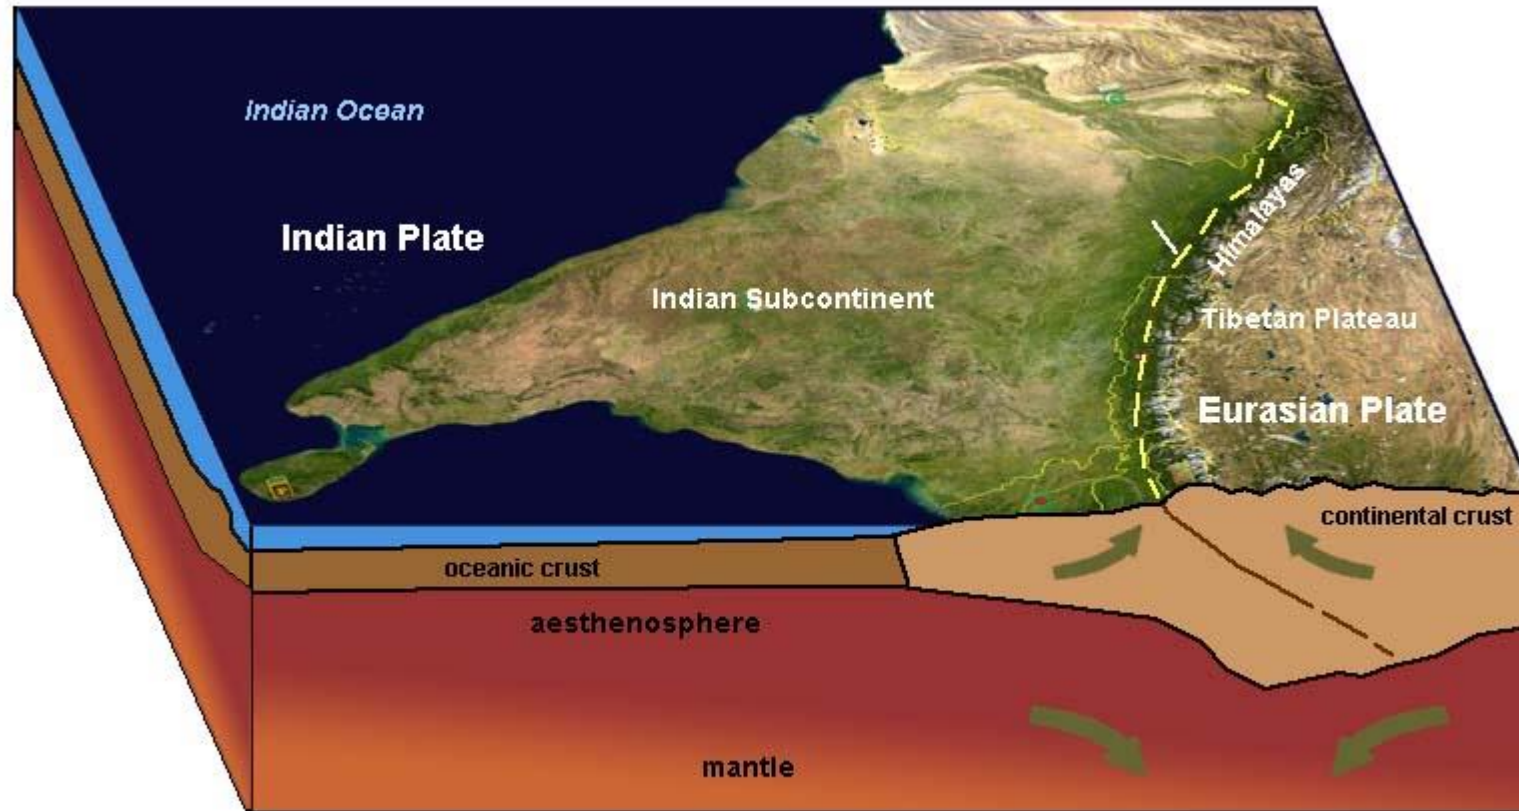 Indian Ocean
Indian Plate
Indian Subcontinent
Himalayas
Tibetan Plateau
Eurasian Plate
continental crust
oceanic crust
aesthenosphere
mantle